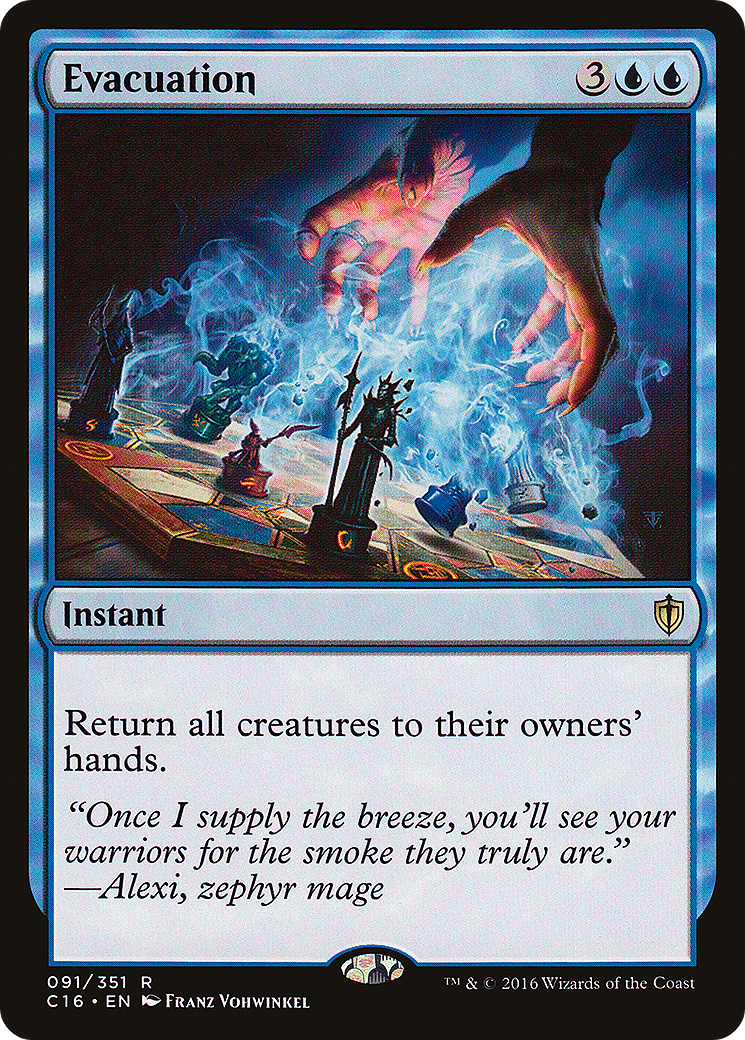 Evacuation 3
Instant
Return all creatures to their owners’
hands.
“Once I supply the breeze, you’ll see your
warriors for the smoke they truly are.”
—Alexi, zephyr mage
091/351 R
C16 • EN Franz Vohwinkel
™ & © 2016 Wizards of the Coast